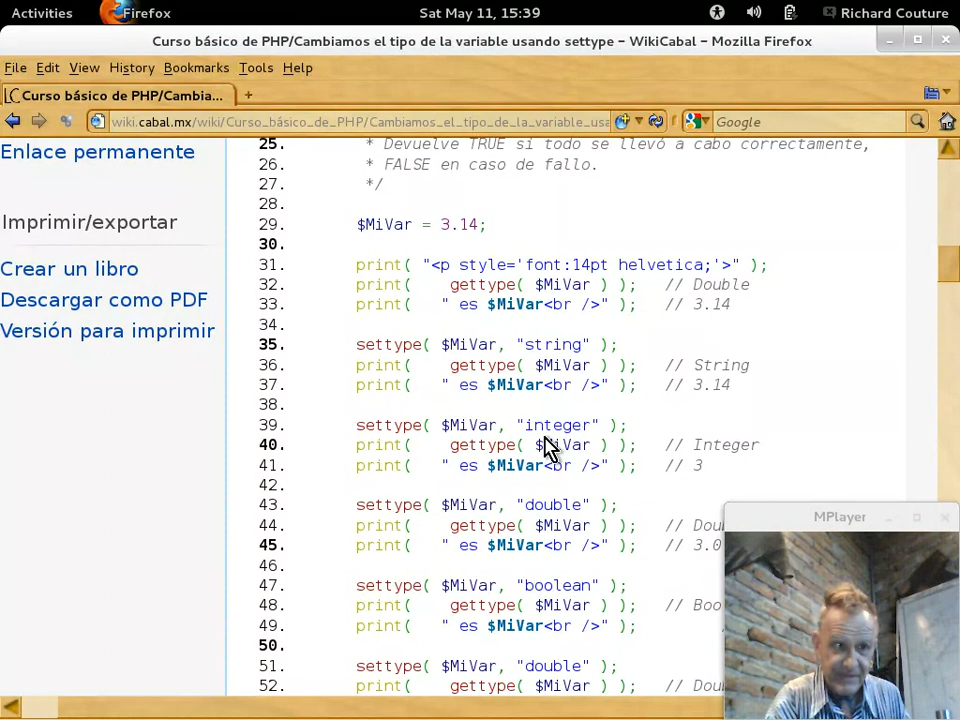 Activities Firefox Sat May 11, 15:39 Richard Couture
Curso básico de PHP/Cambiamos el tipo de la variable usando settype – WikiCabal – Mozilla Firefox
File Edit View History Bookmarks Tools Help
Curso básico de PHP/Cambia... +
wiki.cabal.mx/wiki/Curso_básico_de_PHP/Cambiamos_el_tipo_de_la_variable_usa Google
Enlace permanente
Imprimir/exportar
Crear un libro
Descargar como PDF
Versión para imprimir
25. * Devuelve TRUE si todo se llevó a cabo correctamente,
26. * FALSE en caso de fallo.
27. */
28.
29. $MiVar = 3.14;
30.
31. print( "<p style='font:14pt helvetica;'>" );
32. print( gettype( $MiVar ) ); // Double
33. print( " es $MiVar<br />" ); // 3.14
34.
35. settype( $MiVar, "string" );
36. print( gettype( $MiVar ) ); // String
37. print( " es $MiVar<br />" ); // 3.14
38.
39. settype( $MiVar, "integer" );
40. print( gettype( $MiVar ) ); // Integer
41. print( " es $MiVar<br />" ); // 3
42.
43. settype( $MiVar, "double" );
44. print( gettype( $MiVar ) ); // Dou
45. print( " es $MiVar<br />" ); // 3.0
46.
47. settype( $MiVar, "boolean" );
48. print( gettype( $MiVar ) ); // Boo
49. print( " es $MiVar<br />" );
50.
51. settype( $MiVar, "double" );
52. print( gettype( $MiVar ) ); // Dou
MPlayer